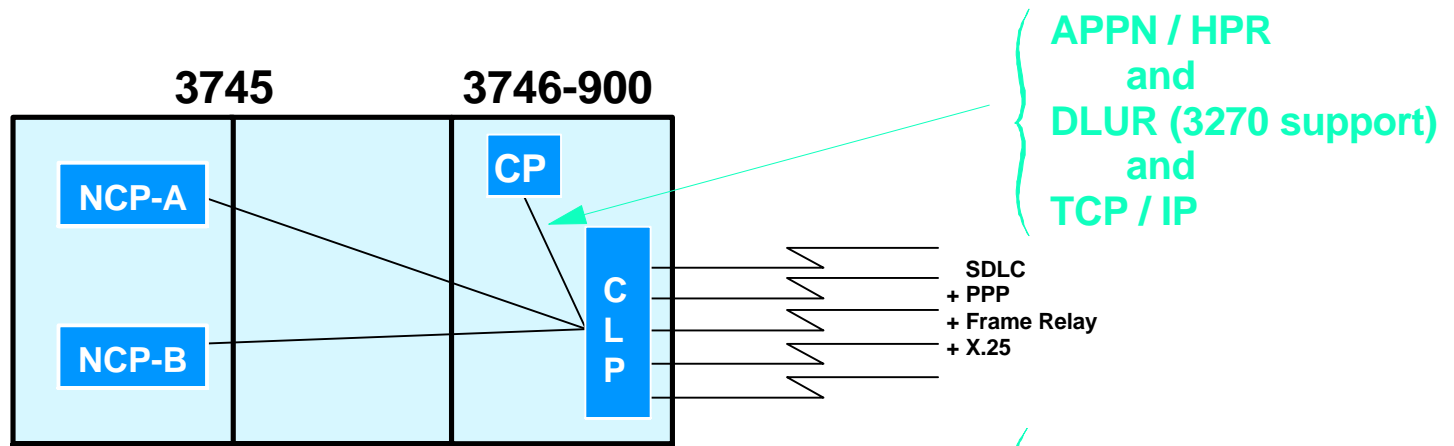 3745
3746-900
APPN / HPR
and
DLUR (3270 support)
and
TCP / IP
CP
NCP-A
NCP-B
C
L
P
SDLC
+ PPP
+ Frame Relay
+ X.25